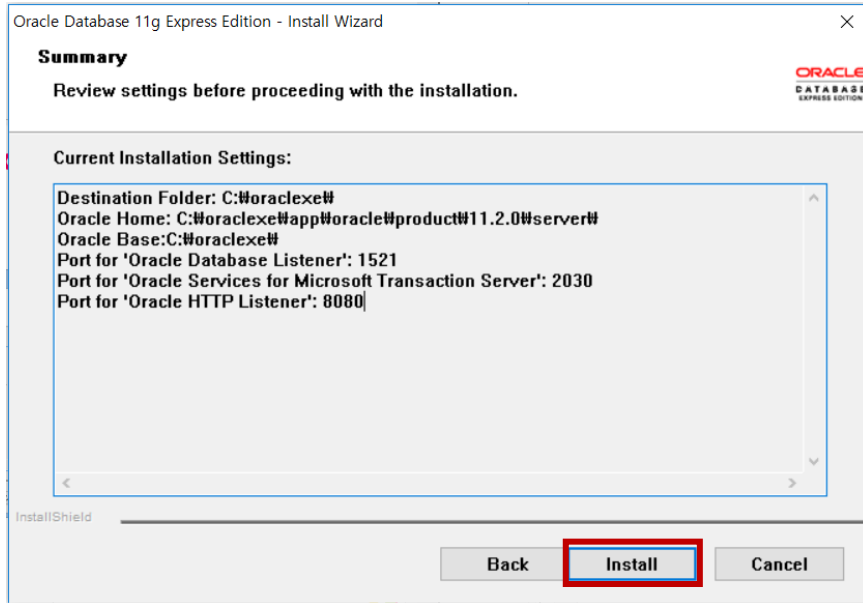 Oracle Database 11g Express Edition - Install Wizard
Summary
Review settings before proceeding with the installation.
ORACLE
DATABASE
EXPRESS EDITION
Current Installation Settings:
Destination Folder: C:₩oraclexe₩
Oracle Home: C:₩oraclexe₩app₩oracle₩product₩11.2.0₩server₩
Oracle Base:C:₩oraclexe₩
Port for 'Oracle Database Listener': 1521
Port for 'Oracle Services for Microsoft Transaction Server': 2030
Port for 'Oracle HTTP Listener': 8080
InstallShield
Back Install Cancel